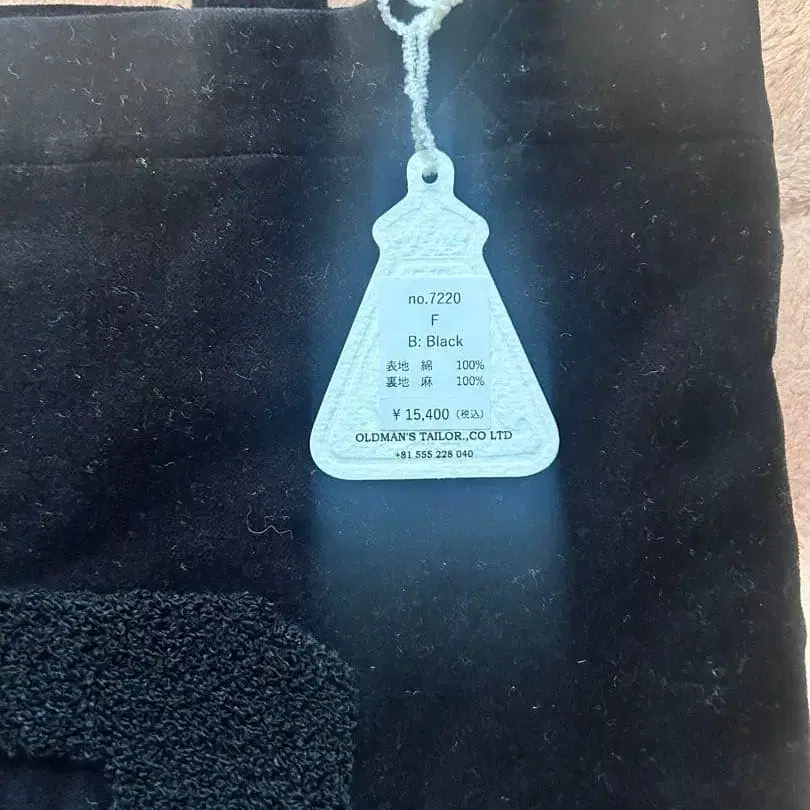 no.7220
F
B: Black
表地 綿 100%
裏地 麻 100%
¥ 15,400 (税込)
OLDMAN'S TAILOR.,CO LTD
+81 555 228 040